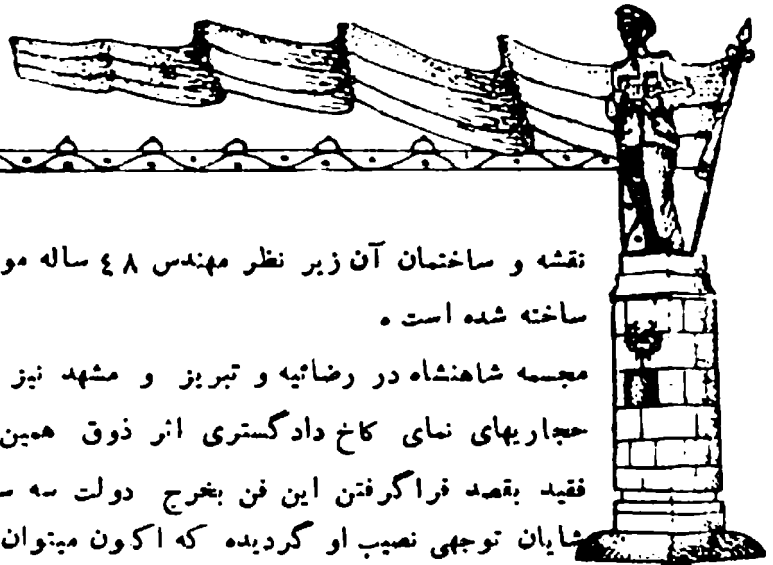 نقشه و ساختمان آن زیر نظر مهندس ۴۸ ساله مو
ساخته شده است ۰
مجسمه شاهنشاه در رضائیه و تبریز و مشهد نیز
حجاریهای نمای کاخ دادگستری اثر ذوق همین
فقید بقصد فراگرفتن این فن بخرج دولت سه س
شایان توجهی نصیب او گردیده که اکنون میتوان